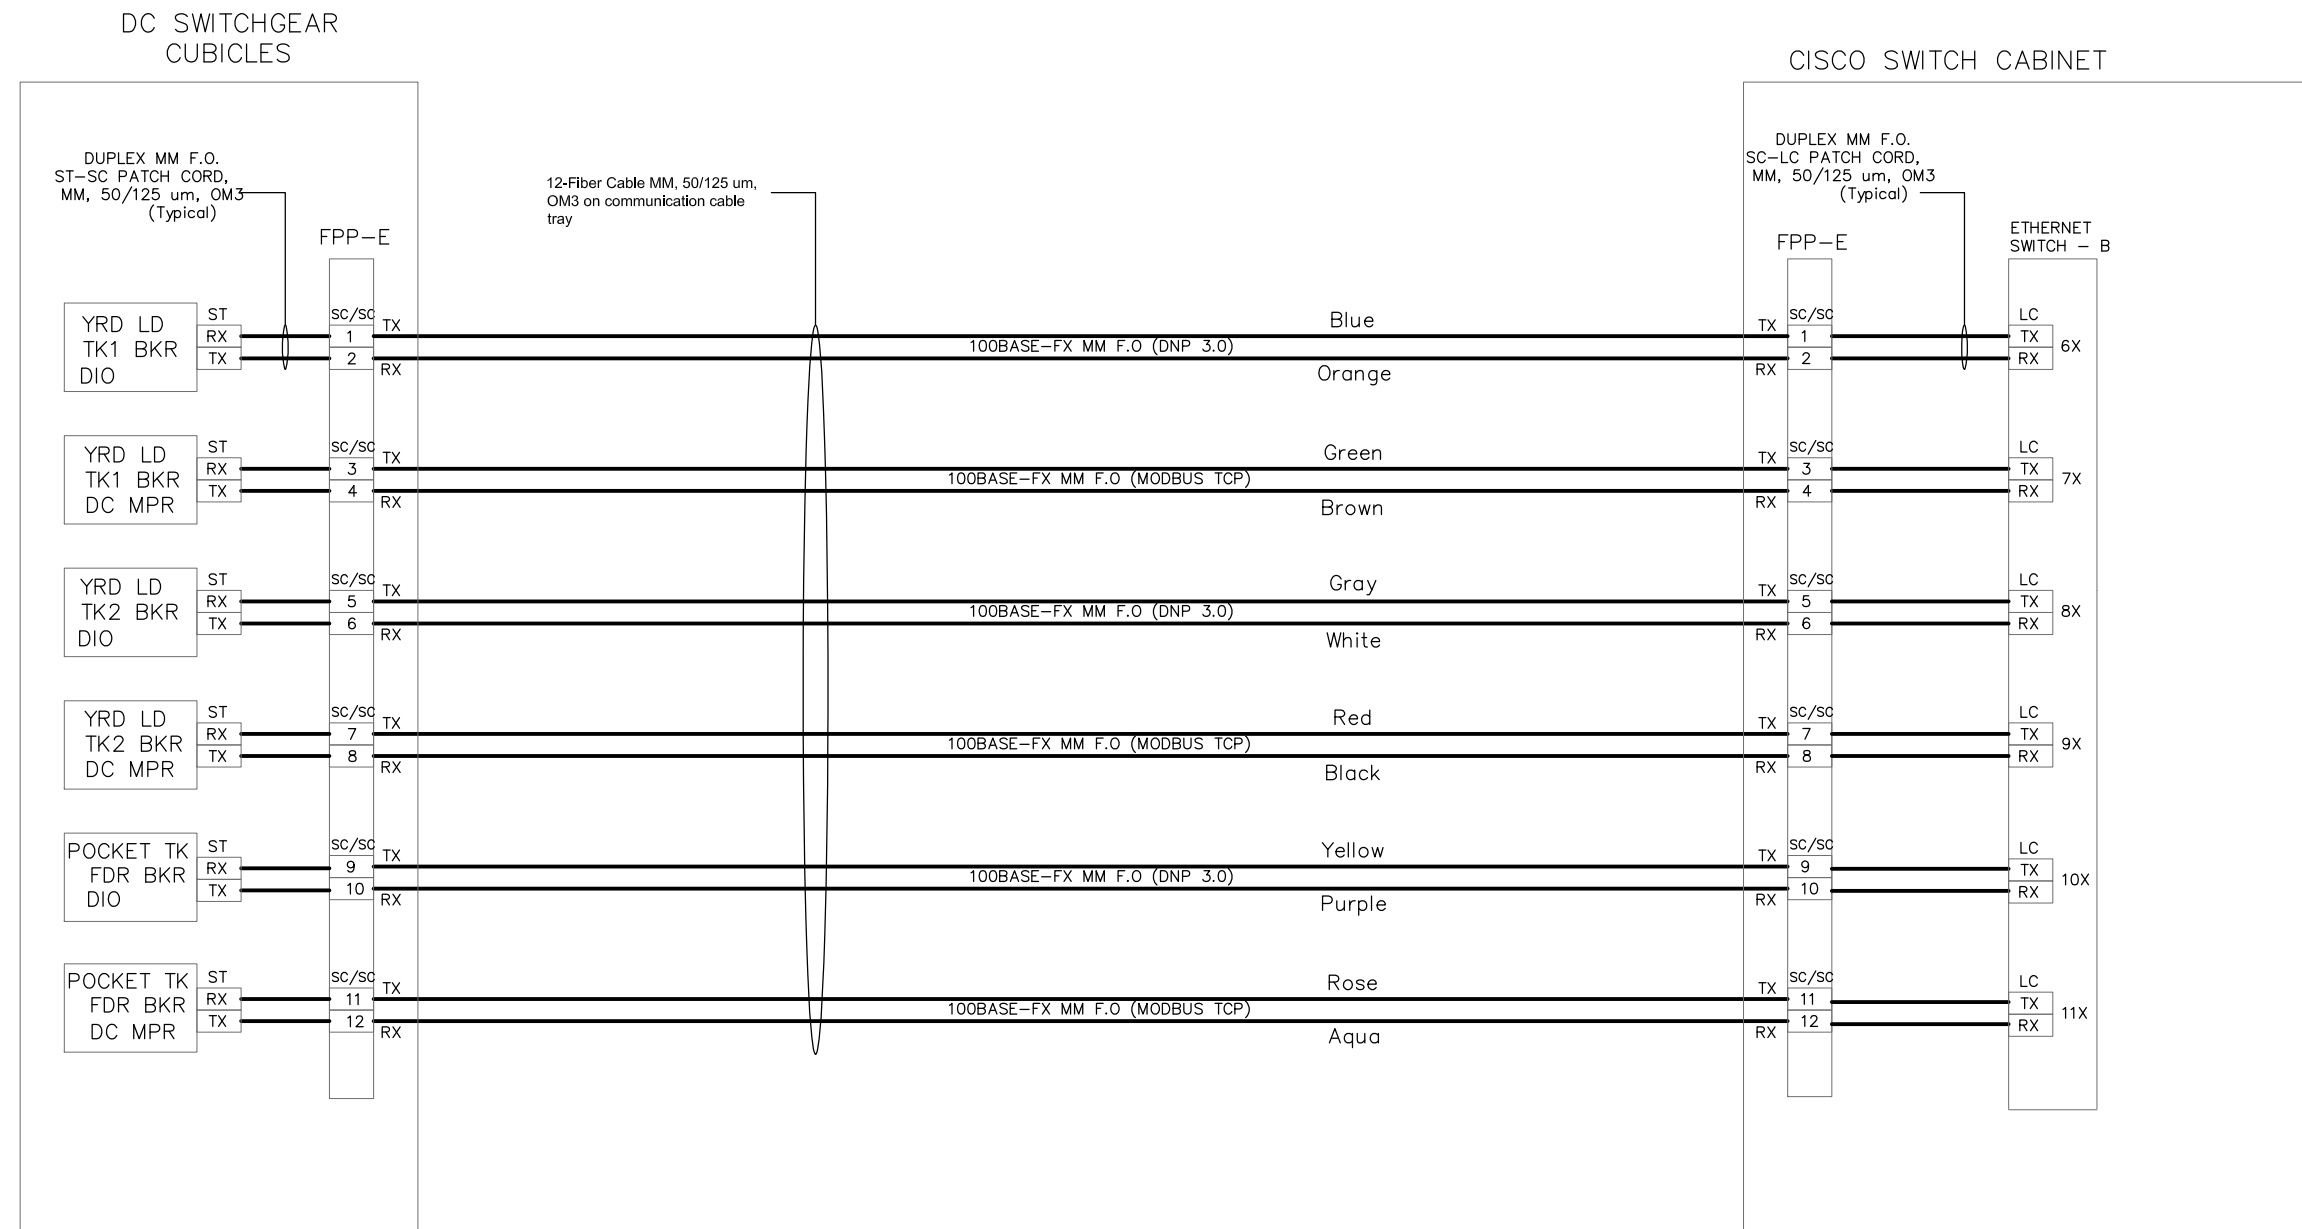 DC SWITCHGEAR
CUBICLES
CISCO SWITCH CABINET
DUPLEX MM F.O.
ST-SC PATCH CORD,
MM, 50/125 um, OM3
(Typical)
12-Fiber Cable MM, 50/125 um,
OM3 on communication cable
tray
DUPLEX MM F.O.
SC-LC PATCH CORD,
MM, 50/125 um, OM3
(Typical)
FPP-E
FPP-E
ETHERNET
SWITCH - B
YRD LD
TK1 BKR
DIO
ST
RX
TX
SC/SC
1
2
TX
RX
Blue
100BASE-FX MM F.O (DNP 3.0)
Orange
TX
RX
SC/SC
1
2
LC
TX
RX
6X
YRD LD
TK1 BKR
DC MPR
ST
RX
TX
SC/SC
3
4
TX
RX
Green
100BASE-FX MM F.O (MODBUS TCP)
Brown
TX
RX
SC/SC
3
4
LC
TX
RX
7X
YRD LD
TK2 BKR
DIO
ST
RX
TX
SC/SC
5
6
TX
RX
Gray
100BASE-FX MM F.O (DNP 3.0)
White
TX
RX
SC/SC
5
6
LC
TX
RX
8X
YRD LD
TK2 BKR
DC MPR
ST
RX
TX
SC/SC
7
8
TX
RX
Red
100BASE-FX MM F.O (MODBUS TCP)
Black
TX
RX
SC/SC
7
8
LC
TX
RX
9X
POCKET TK
FDR BKR
DIO
ST
RX
TX
SC/SC
9
10
TX
RX
Yellow
100BASE-FX MM F.O (DNP 3.0)
Purple
TX
RX
SC/SC
9
10
LC
TX
RX
10X
POCKET TK
FDR BKR
DC MPR
ST
RX
TX
SC/SC
11
12
TX
RX
Rose
100BASE-FX MM F.O (MODBUS TCP)
Aqua
TX
RX
SC/SC
11
12
LC
TX
RX
11X